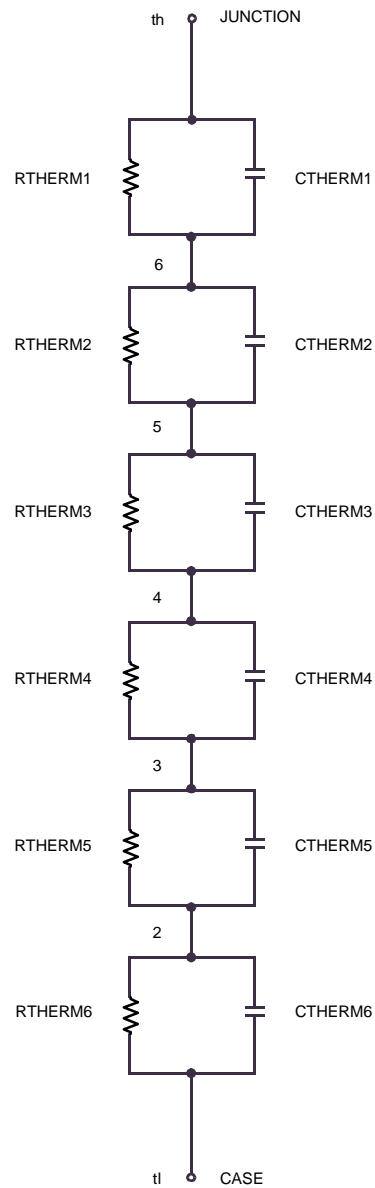 th JUNCTION
RTHERM1 CTHERM1
6
RTHERM2 CTHERM2
5
RTHERM3 CTHERM3
4
RTHERM4 CTHERM4
3
RTHERM5 CTHERM5
2
RTHERM6 CTHERM6
tl CASE